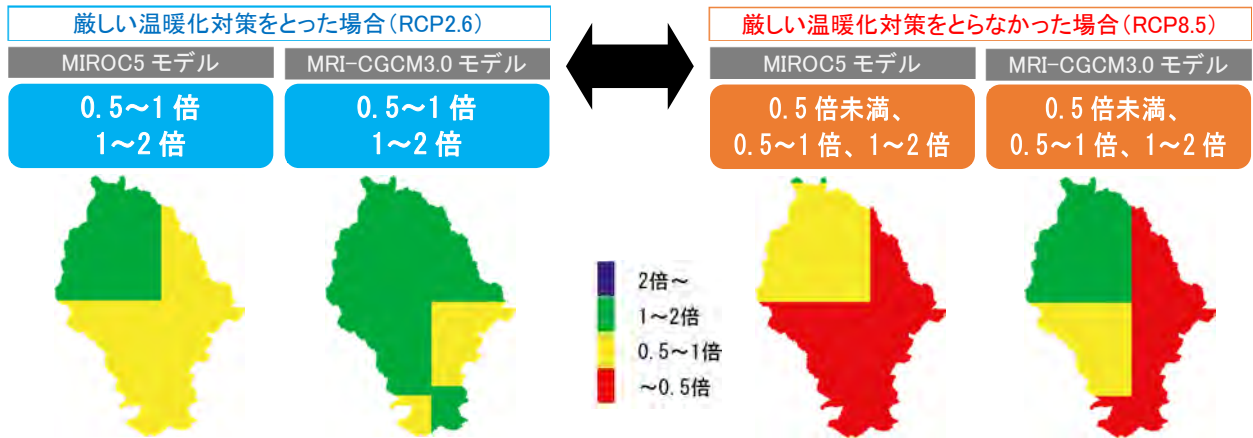 厳しい温暖化対策をとった場合（RCP2.6）
MIROC5 モデル
MRI-CGCM3.0 モデル
0.5～1 倍
1～2 倍
0.5～1 倍
1～2 倍
厳しい温暖化対策をとらなかった場合（RCP8.5）
MIROC5 モデル
MRI-CGCM3.0 モデル
0.5 倍未満、
0.5～1 倍、1～2 倍
0.5 倍未満、
0.5～1 倍、1～2 倍
2倍～
1～2倍
0.5～1倍
～0.5倍